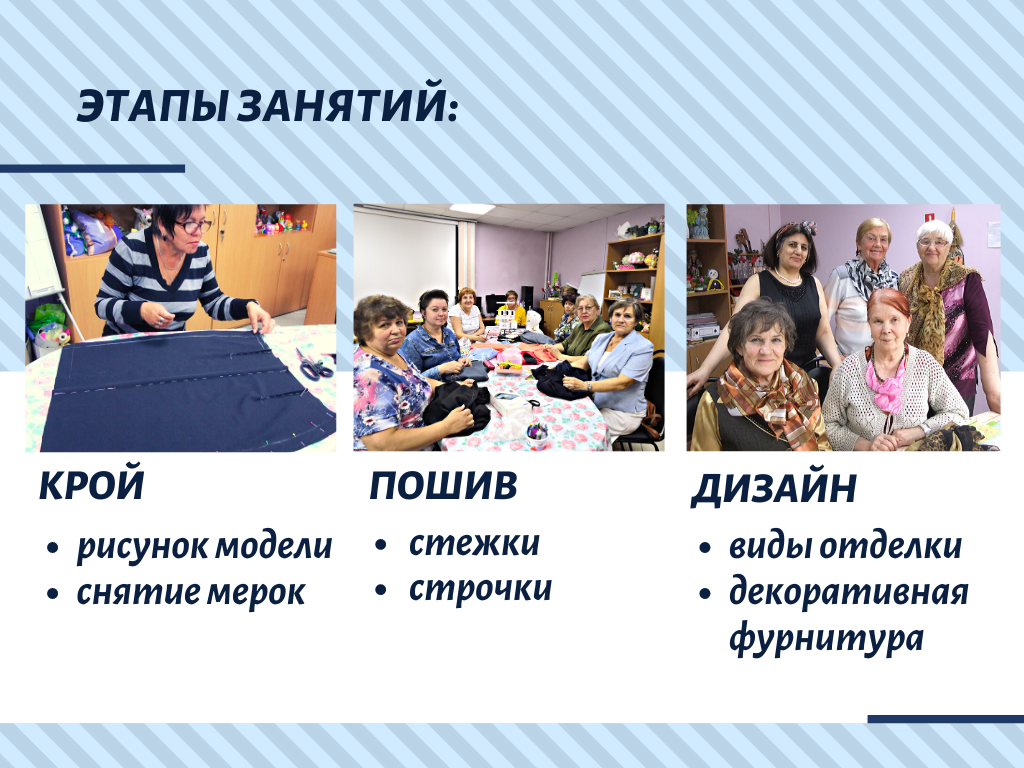 ЭТАПЫ ЗАНЯТИЙ:
КРОЙ
• рисунок модели
• снятие мерок
ПОШИВ
• стежки
• строчки
ДИЗАЙН
• виды отделки
• декоративная
фурнитура